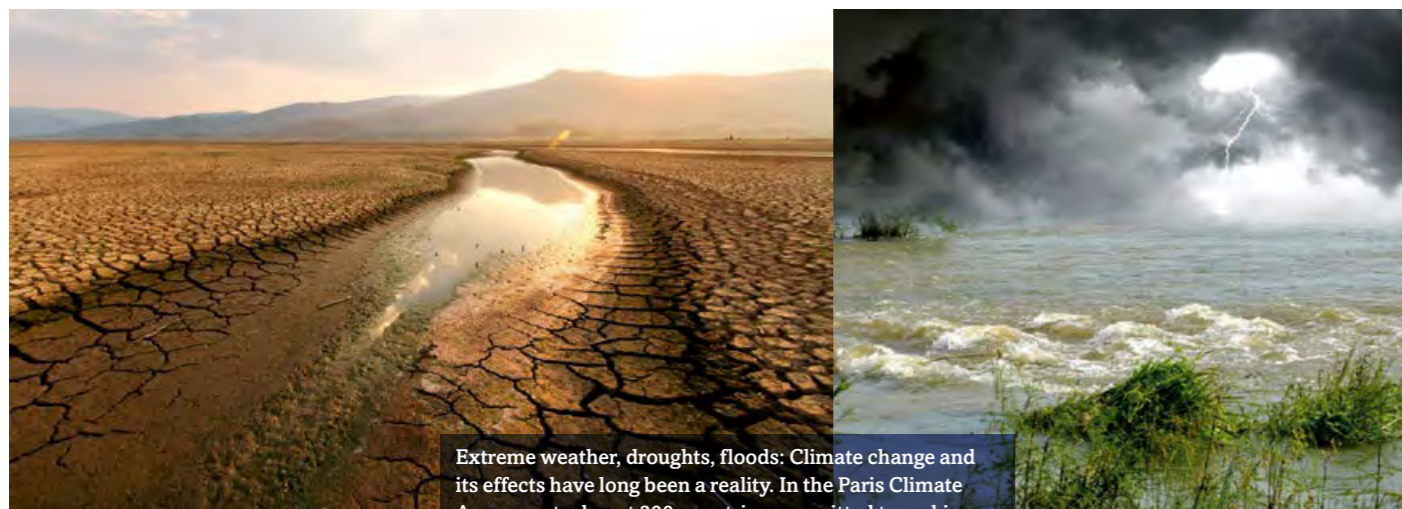 Extreme weather, droughts, floods: Climate change and
its effects have long been a reality. In the Paris Climate